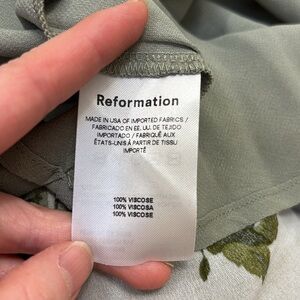 Reformation
MADE IN USA OF IMPORTED FABRICS /
FABRICADO EN EE. UU. DE TEJIDO
IMPORTADO / FABRIQUÉ AUX
ÉTATS-UNIS À PARTIR DE TISSU
IMPORTÉ
100% VISCOSE
100% VISCOSA
100% VISCOSE